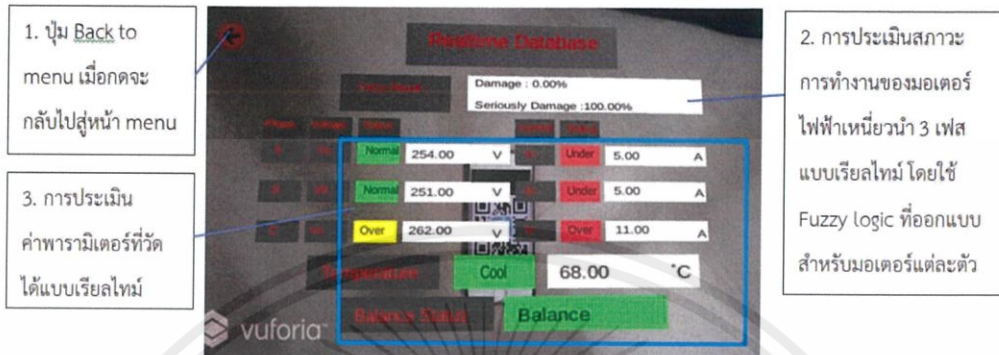 1. ปุ่ม Back to
menu เมื่อกดจะ
กลับไปสู่หน้า menu
3. การประเมิน
ค่าพารามิเตอร์ที่วัด
ได้แบบเรียลไทม์
Realtime Database
Damage : 0.00%
Seriously Damage :100.00%
Normal 254.00 V Under 5.00 A
Normal 251.00 V Under 5.00 A
Over 262.00 V Over 11.00 A
Temperature Cool 68.00 °C
Balance Status Balance
vuforia
2. การประเมินสภาวะ
การทำงานของมอเตอร์
ไฟฟ้าเหนี่ยวนำ 3 เฟส
แบบเรียลไทม์ โดยใช้
Fuzzy logic ที่ออกแบบ
สำหรับมอเตอร์แต่ละตัว